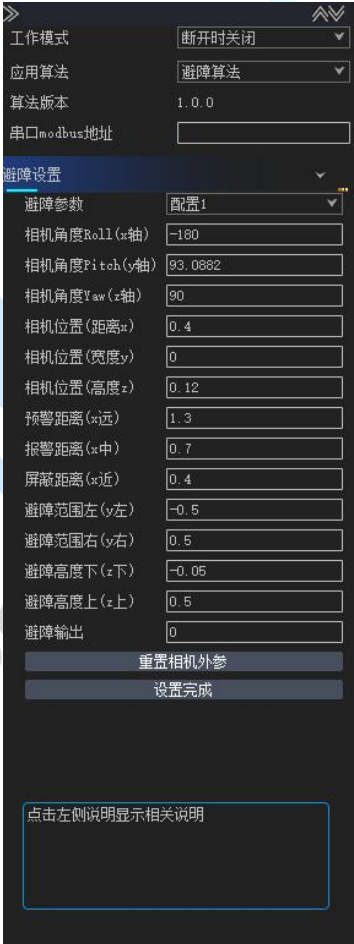 工作模式 断开时关闭
应用算法 避障算法
算法版本 1.0.0
串口modbus地址
避障设置
避障参数 配置1
相机角度Roll(x轴) -180
相机角度Pitch(y轴) 93.0882
相机角度Yaw(z轴) 90
相机位置(距离x) 0.4
相机位置(宽度y) 0
相机位置(高度z) 0.12
预警距离(x远) 1.3
报警距离(x中) 0.7
屏蔽距离(x近) 0.4
避障范围左(y左) -0.5
避障范围右(y右) 0.5
避障高度下(z下) -0.05
避障高度上(z上) 0.5
避障输出 0
重置相机外参
设置完成
点击左侧说明显示相关说明